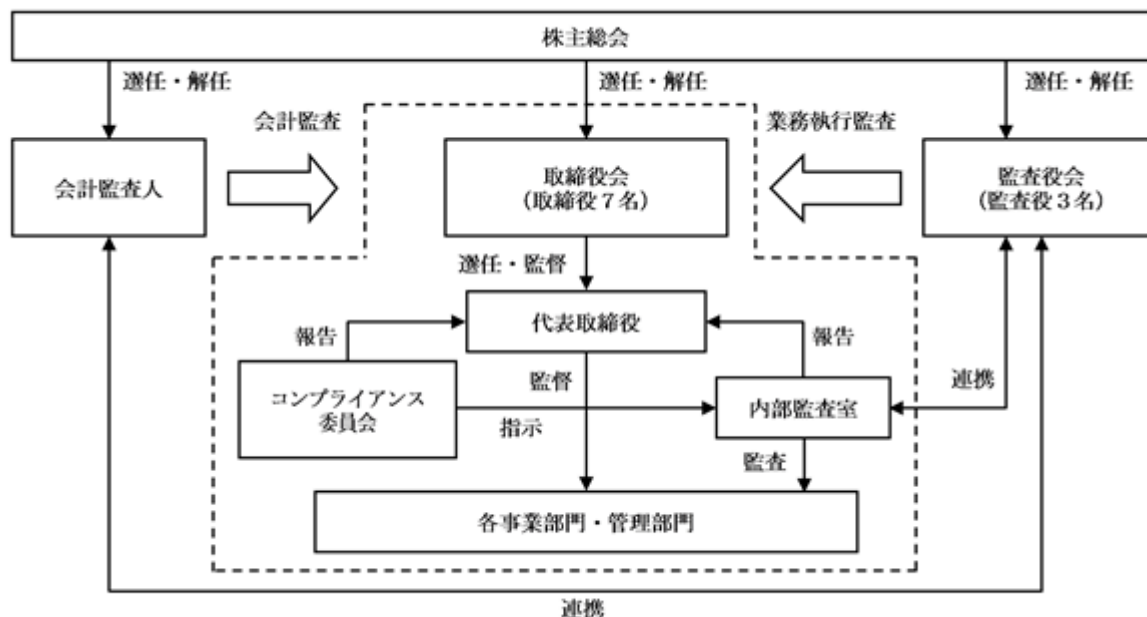 株主総会
選任・解任
選任・解任
選任・解任
会計監査
業務執行監査
会計監査人
取締役会
（取締役７名）
監査役会
（監査役３名）
選任・監督
代表取締役
報告
報告
監督
連携
コンプライアンス
委員会
指示
内部監査室
監査
各事業部門・管理部門
連携